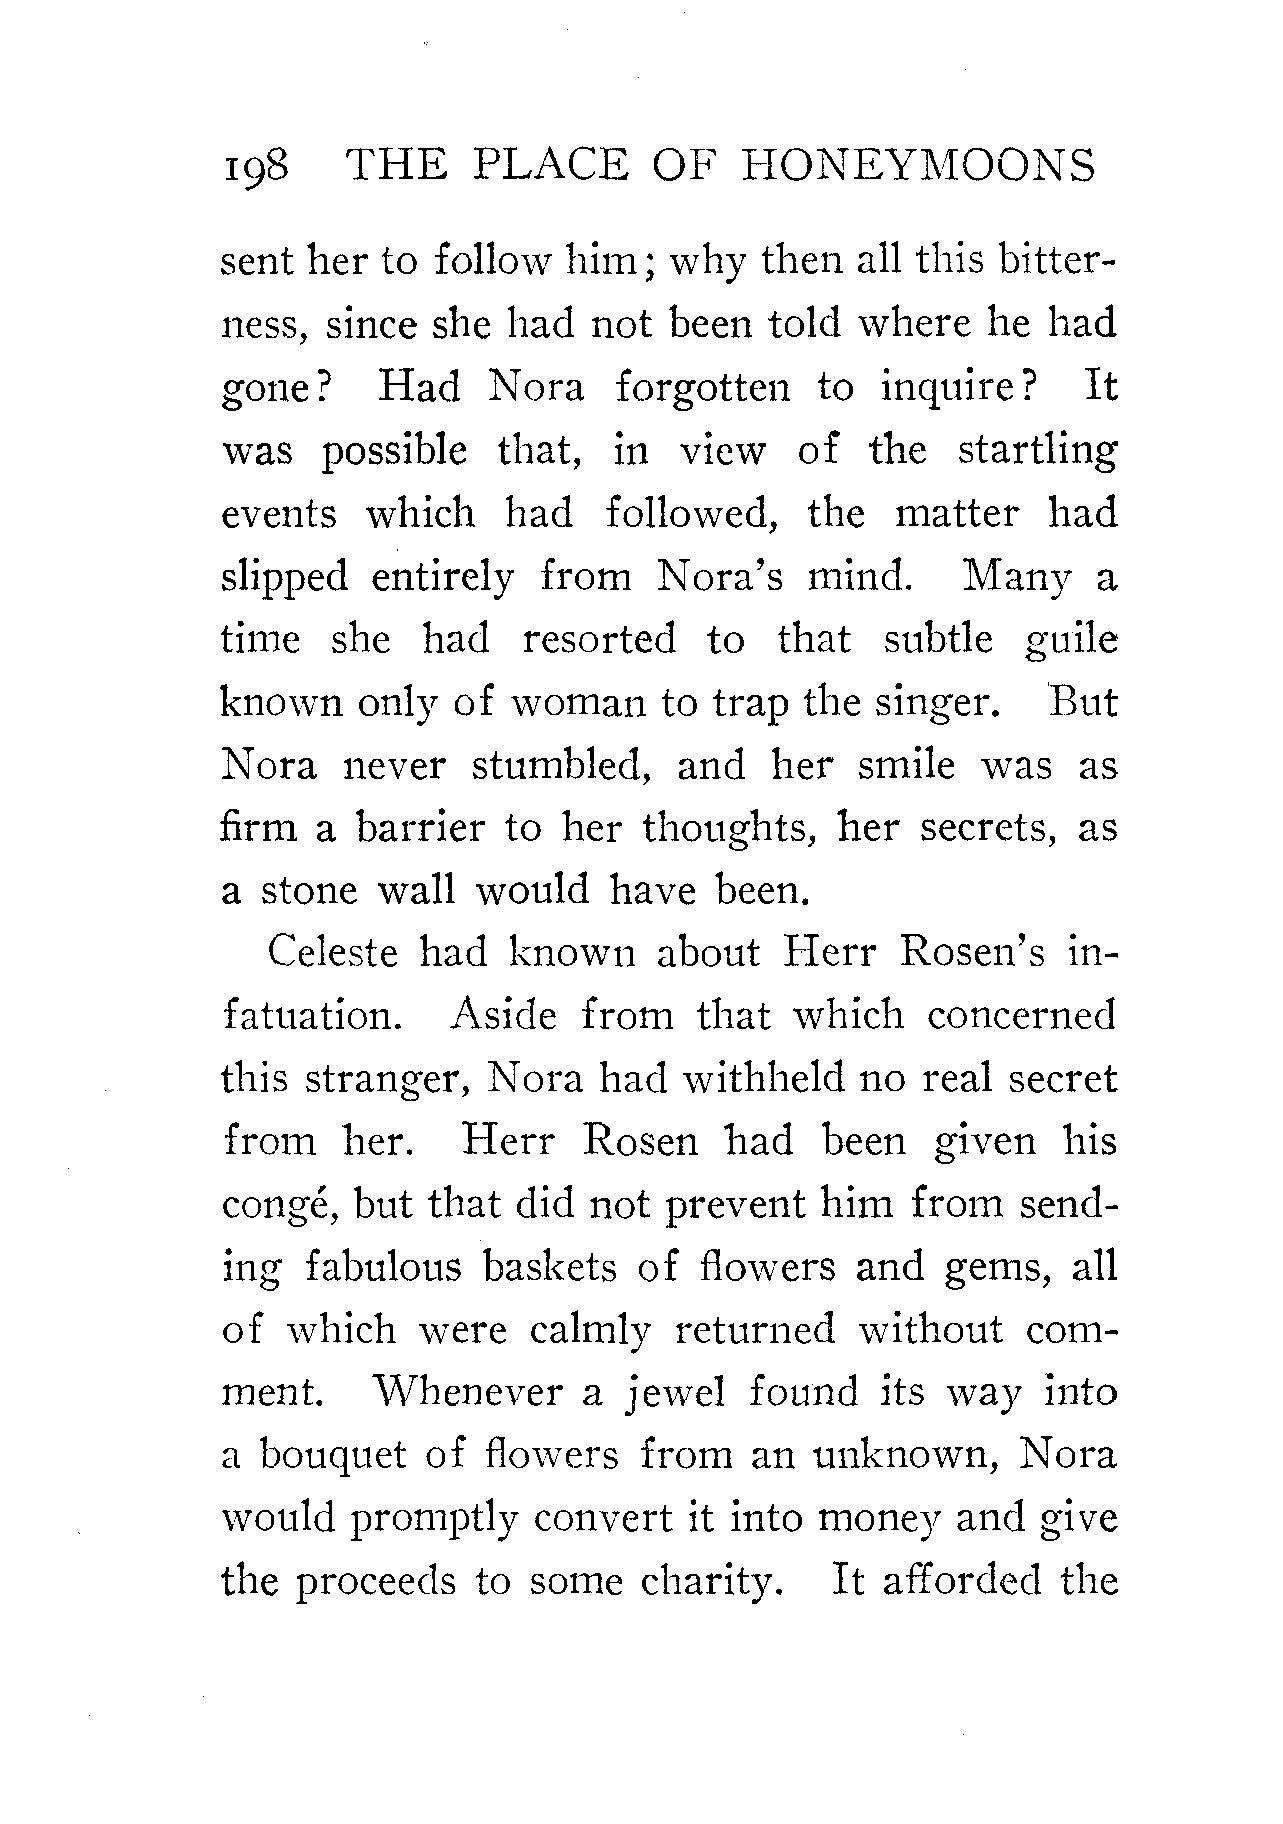 198 THE PLACE OF HONEYMOONS
sent her to follow him; why then all this bitter-
ness, since she had not been told where he had
gone? Had Nora forgotten to inquire? It
was possible that, in view of the startling
events which had followed, the matter had
slipped entirely from Nora's mind. Many a
time she had resorted to that subtle guile
known only of woman to trap the singer. But
Nora never stumbled, and her smile was as
firm a barrier to her thoughts, her secrets, as
a stone wall would have been.
Celeste had known about Herr Rosen's in-
fatuation. Aside from that which concerned
this stranger, Nora had withheld no real secret
from her. Herr Rosen had been given his
congé, but that did not prevent him from send-
ing fabulous baskets of flowers and gems, all
of which were calmly returned without com-
ment. Whenever a jewel found its way into
a bouquet of flowers from an unknown, Nora
would promptly convert it into money and give
the proceeds to some charity. It afforded the